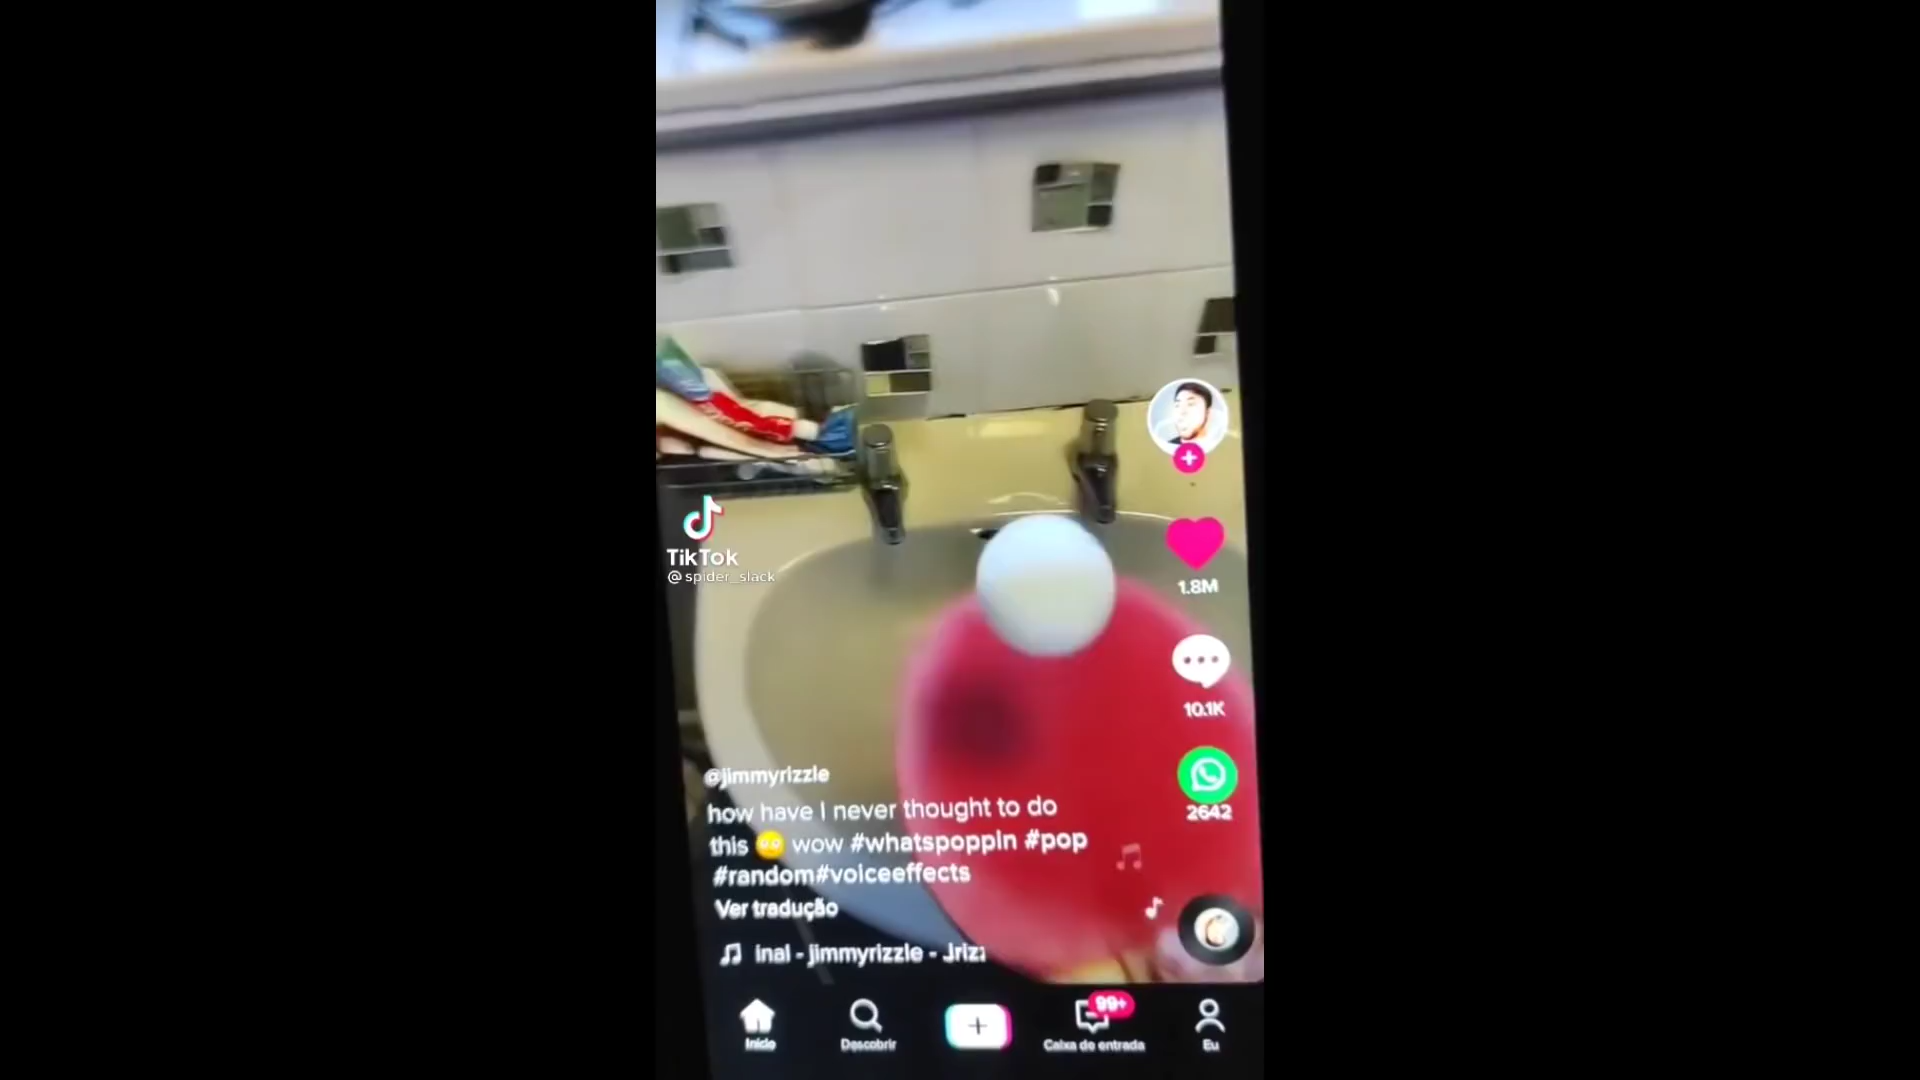 TikTok
@spider_slack
1.8M
10.1K
2642
@jimmyrizzle
how have I never thought to do
this 🙄 wow #whatspoppin #pop
#random#voiceeffects
Ver tradução
inal - jimmyrizzle - Jriz
Início
Descobrir
99+
Caixa de entrada
Eu